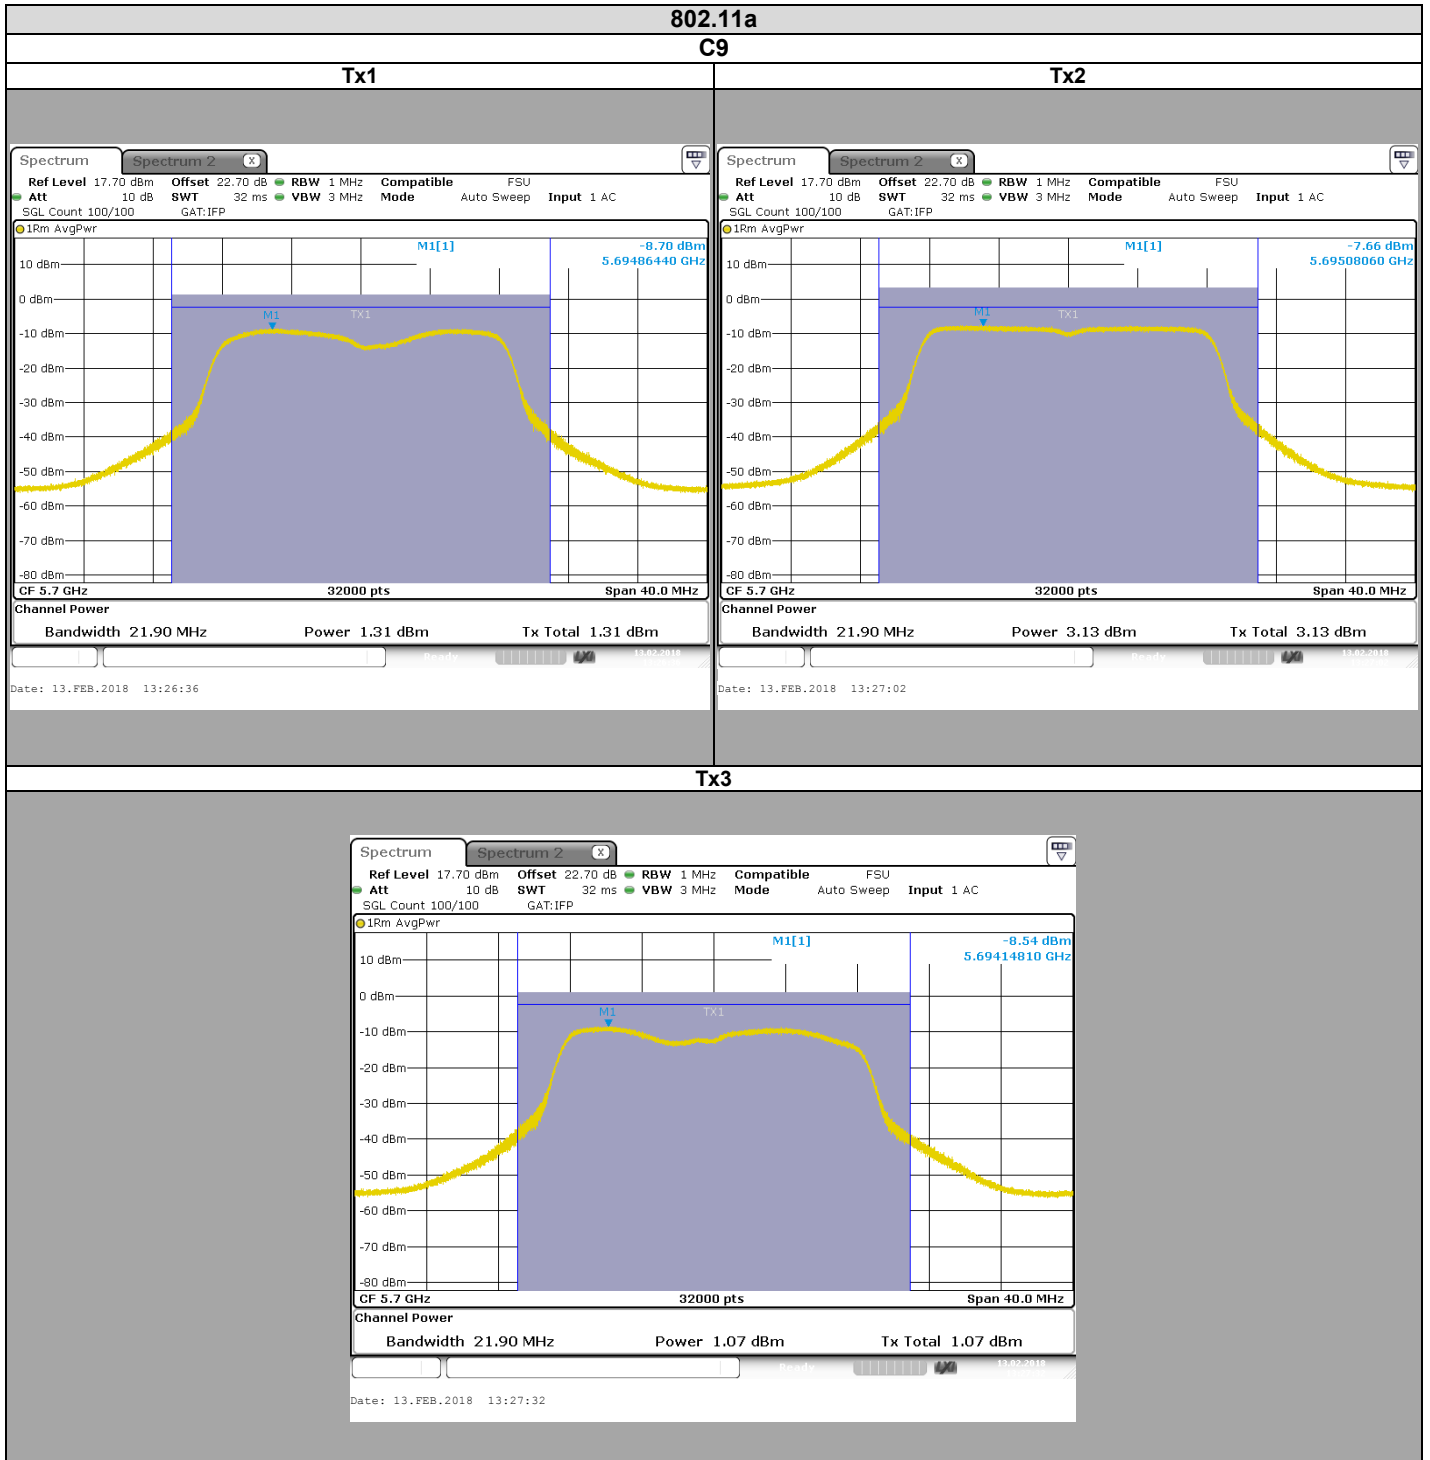 802.11a
C9
Tx1
Tx2
Spectrum Spectrum 2 X
Ref Level 17.70 dBm Offset 22.70 dB RBW 1 MHz Compatible FSU
Att 10 dB SWT 32 ms VBW 3 MHz Mode Auto Sweep Input 1 AC
SGL Count 100/100 GAT:IFP
1Rm AvgPwr
M1[1] -8.70 dBm
5.69486440 GHz
10 dBm
0 dBm
M1 TX1
-10 dBm
-20 dBm
-30 dBm
-40 dBm
-50 dBm
-60 dBm
-70 dBm
-80 dBm
CF 5.7 GHz 32000 pts Span 40.0 MHz
Channel Power
Bandwidth 21.90 MHz Power 1.31 dBm Tx Total 1.31 dBm
Ready LXI 13.02.2018
Date: 13.FEB.2018 13:26:36
Spectrum Spectrum 2 X
Ref Level 17.70 dBm Offset 22.70 dB RBW 1 MHz Compatible FSU
Att 10 dB SWT 32 ms VBW 3 MHz Mode Auto Sweep Input 1 AC
SGL Count 100/100 GAT:IFP
1Rm AvgPwr
M1[1] -7.66 dBm
5.69508060 GHz
10 dBm
0 dBm
M1 TX1
-10 dBm
-20 dBm
-30 dBm
-40 dBm
-50 dBm
-60 dBm
-70 dBm
-80 dBm
CF 5.7 GHz 32000 pts Span 40.0 MHz
Channel Power
Bandwidth 21.90 MHz Power 3.13 dBm Tx Total 3.13 dBm
Ready LXI 13.02.2018
Date: 13.FEB.2018 13:27:02
Tx3
Spectrum Spectrum 2 X
Ref Level 17.70 dBm Offset 22.70 dB RBW 1 MHz Compatible FSU
Att 10 dB SWT 32 ms VBW 3 MHz Mode Auto Sweep Input 1 AC
SGL Count 100/100 GAT:IFP
1Rm AvgPwr
M1[1] -8.54 dBm
5.69414810 GHz
10 dBm
0 dBm
M1 TX1
-10 dBm
-20 dBm
-30 dBm
-40 dBm
-50 dBm
-60 dBm
-70 dBm
-80 dBm
CF 5.7 GHz 32000 pts Span 40.0 MHz
Channel Power
Bandwidth 21.90 MHz Power 1.07 dBm Tx Total 1.07 dBm
Ready LXI 13.02.2018
Date: 13.FEB.2018 13:27:32